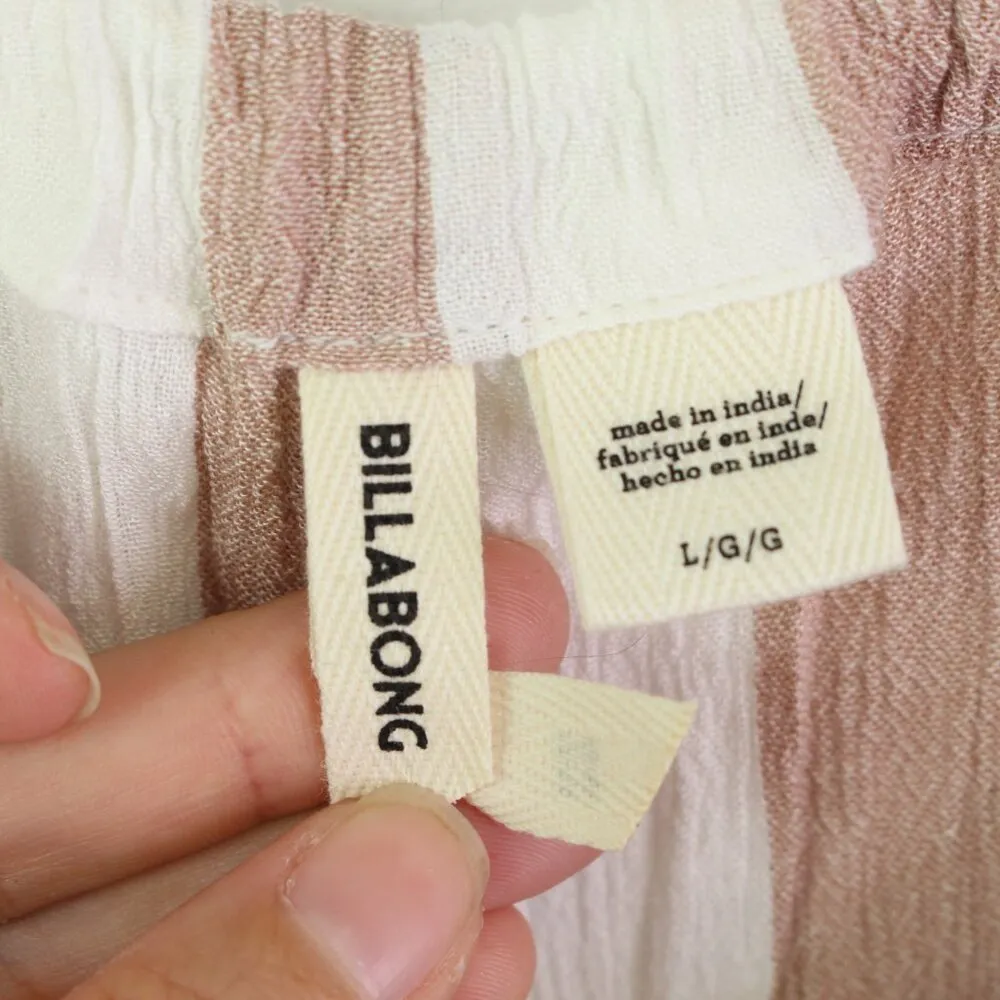 BILLABONG
made in india/
fabriqué en inde/
hecho en india
L/G/G